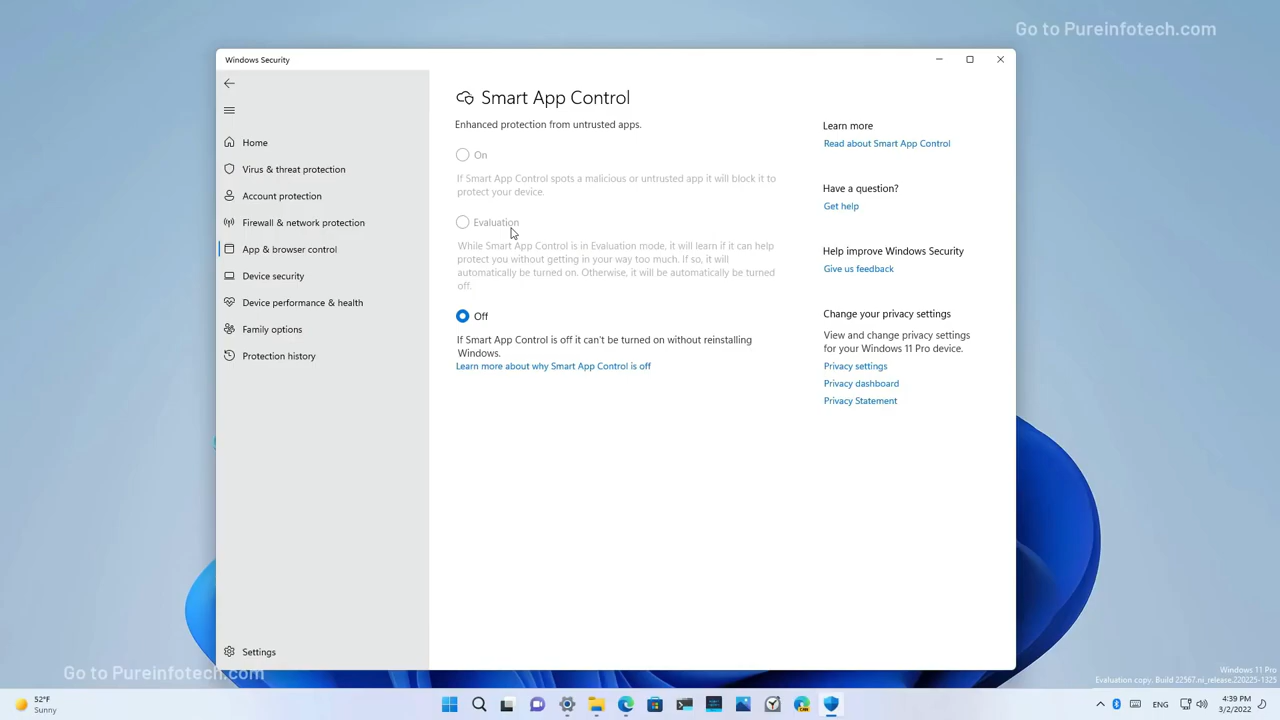 Go to Pureinfotech.com
Windows Security
Home
Virus & threat protection
Account protection
Firewall & network protection
App & browser control
Device security
Device performance & health
Family options
Protection history
Settings
Smart App Control
Enhanced protection from untrusted apps.
On
If Smart App Control spots a malicious or untrusted app it will block it to
protect your device.
Evaluation
While Smart App Control is in Evaluation mode, it will learn if it can help
protect you without getting in your way too much. If so, it will
automatically be turned on. Otherwise, it will be automatically be turned
off.
Off
If Smart App Control is off it can't be turned on without reinstalling
Windows.
Learn more about why Smart App Control is off
Learn more
Read about Smart App Control
Have a question?
Get help
Help improve Windows Security
Give us feedback
Change your privacy settings
View and change privacy settings
for your Windows 11 Pro device.
Privacy settings
Privacy dashboard
Privacy Statement
Go to Pureinfotech.com
Windows 11 Pro
Evaluation copy. Build 22567.ni_release.220225-1325
52°F
Sunny
ENG
4:39 PM
3/2/2022